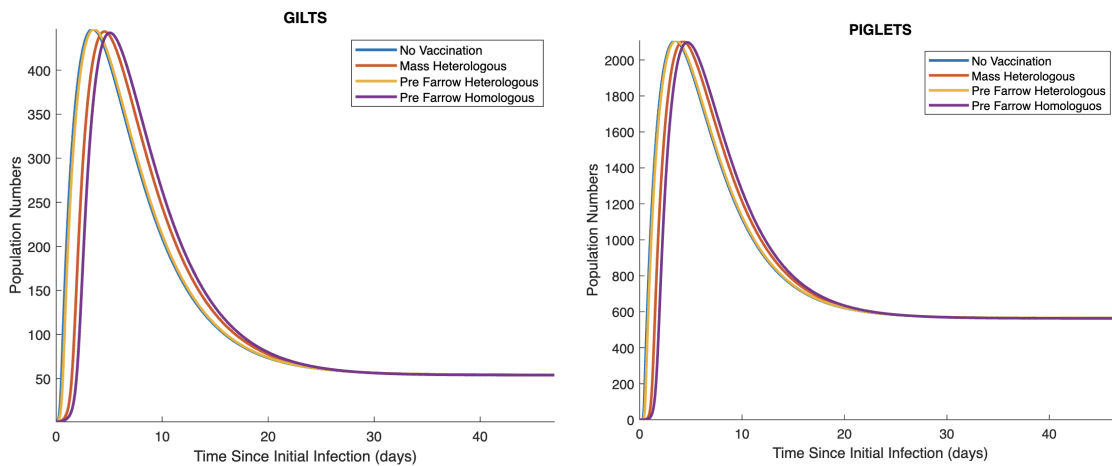 GILTS
No Vaccination
Mass Heterologous
Pre Farrow Heterologous
Pre Farrow Homologous
Population Numbers
400
350
300
250
200
150
100
50
0
10
20
30
40
Time Since Initial Infection (days)
PIGLETS
No Vaccination
Mass Heterologous
Pre Farrow Heterologous
Pre Farrow Homologuos
Population Numbers
2000
1800
1600
1400
1200
1000
800
600
400
200
0
0
10
20
30
40
Time Since Initial Infection (days)